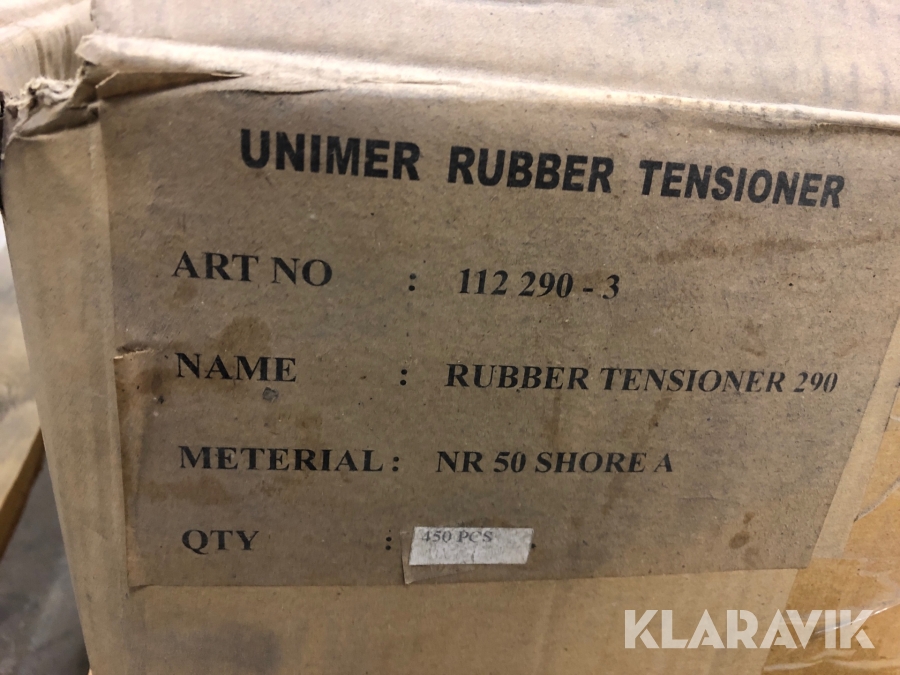 UNIMER RUBBER TENSIONER
ART NO : 112 290 - 3
NAME : RUBBER TENSIONER 290
METERIAL : NR 50 SHORE A
QTY : 450 PCS .
KLARAVIK